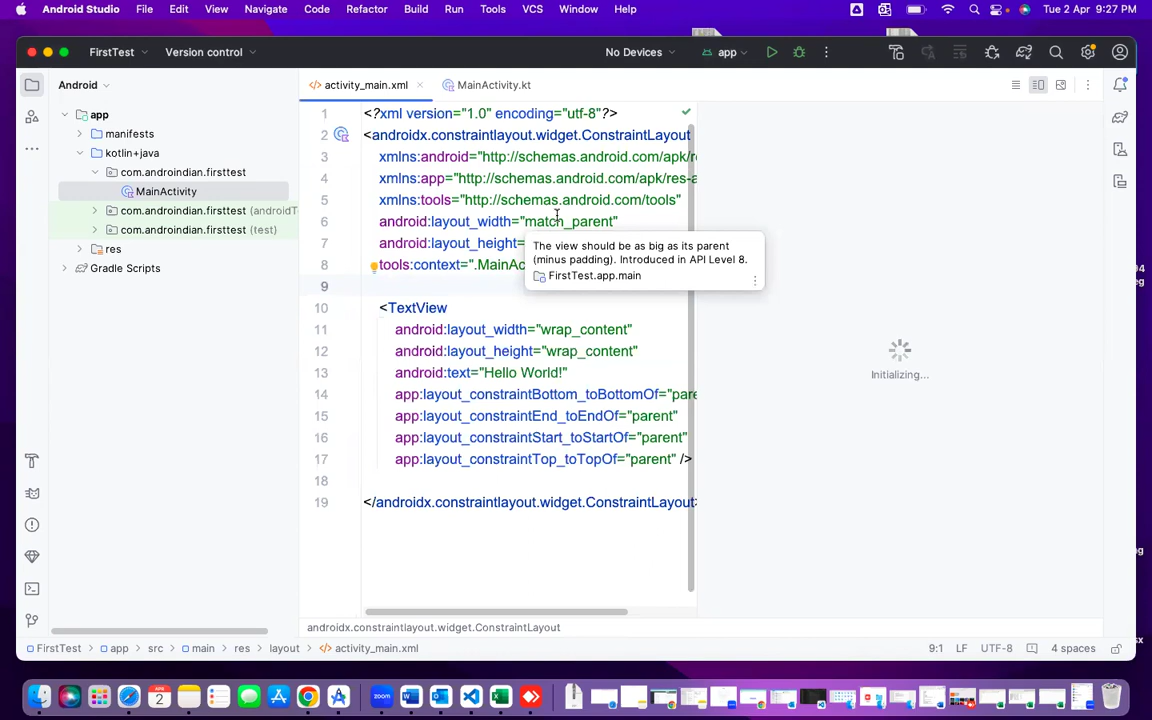 Android Studio File Edit View Navigate Code Refactor Build Run Tools VCS Window Help Tue 2 Apr 9:27 PM
FirstTest Version control No Devices app
Android activity_main.xml MainActivity.kt
app
manifests
kotlin+java
com.androindian.firsttest
MainActivity
com.androindian.firsttest (androidT
com.androindian.firsttest (test)
res
Gradle Scripts
1 <?xml version="1.0" encoding="utf-8"?>
2 <androidx.constraintlayout.widget.ConstraintLayout
3 xmlns:android="http://schemas.android.com/apk/r
4 xmlns:app="http://schemas.android.com/apk/res-a
5 xmlns:tools="http://schemas.android.com/tools"
6 android:layout_width="match_parent"
7 android:layout_height=
8 tools:context=".MainAc
9
10 <TextView
11 android:layout_width="wrap_content"
12 android:layout_height="wrap_content"
13 android:text="Hello World!"
14 app:layout_constraintBottom_toBottomOf="pare
15 app:layout_constraintEnd_toEndOf="parent"
16 app:layout_constraintStart_toStartOf="parent"
17 app:layout_constraintTop_toTopOf="parent" />
18
19 </androidx.constraintlayout.widget.ConstraintLayout>
The view should be as big as its parent
(minus padding). Introduced in API Level 8.
FirstTest.app.main
Initializing...
androidx.constraintlayout.widget.ConstraintLayout
FirstTest app src main res layout activity_main.xml 9:1 LF UTF-8 4 spaces